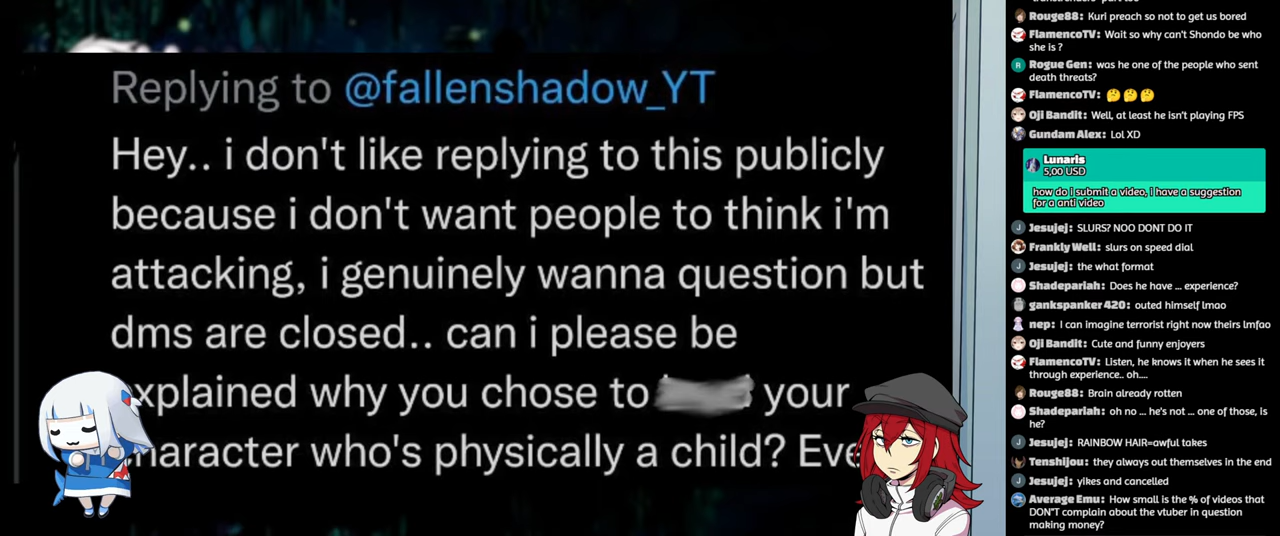 Replying to @fallenshadow_YT
Hey.. i don't like replying to this publicly
because i don't want people to think i'm
attacking, i genuinely wanna question but
dms are closed.. can i please be
explained why you chose to your
character who's physically a child? Eve
Rouge88: Kuri preach so not to get us bored
FlamencoTV: Wait so why can't Shondo be who
she is ?
R Rogue Gen: was he one of the people who sent
death threats?
FlamencoTV: 🤔 🤔 🤔
Oji Bandit: Well, at least he isn't playing FPS
Gundam Alex: Lol XD
Lunaris
5,00 USD
how do i submit a video, i have a suggestion
for a anti video
J Jesujej: SLURS? NOO DONT DO IT
Frankly Well: slurs on speed dial
J Jesujej: the what format
Shadepariah: Does he have ... experience?
gankspanker 420: outed himself lmao
nep: I can imagine terrorist right now theirs lmfao
Oji Bandit: Cute and funny enjoyers
FlamencoTV: Listen, he knows it when he sees it
through experience.. oh....
Rouge88: Brain already rotten
Shadepariah: oh no ... he's not ... one of those, is
he?
J Jesujej: RAINBOW HAIR=awful takes
Tenshijou: they always out themselves in the end
J Jesujej: yikes and cancelled
Average Emu: How small is the % of videos that
DON"T complain about the vtuber in question
making money?